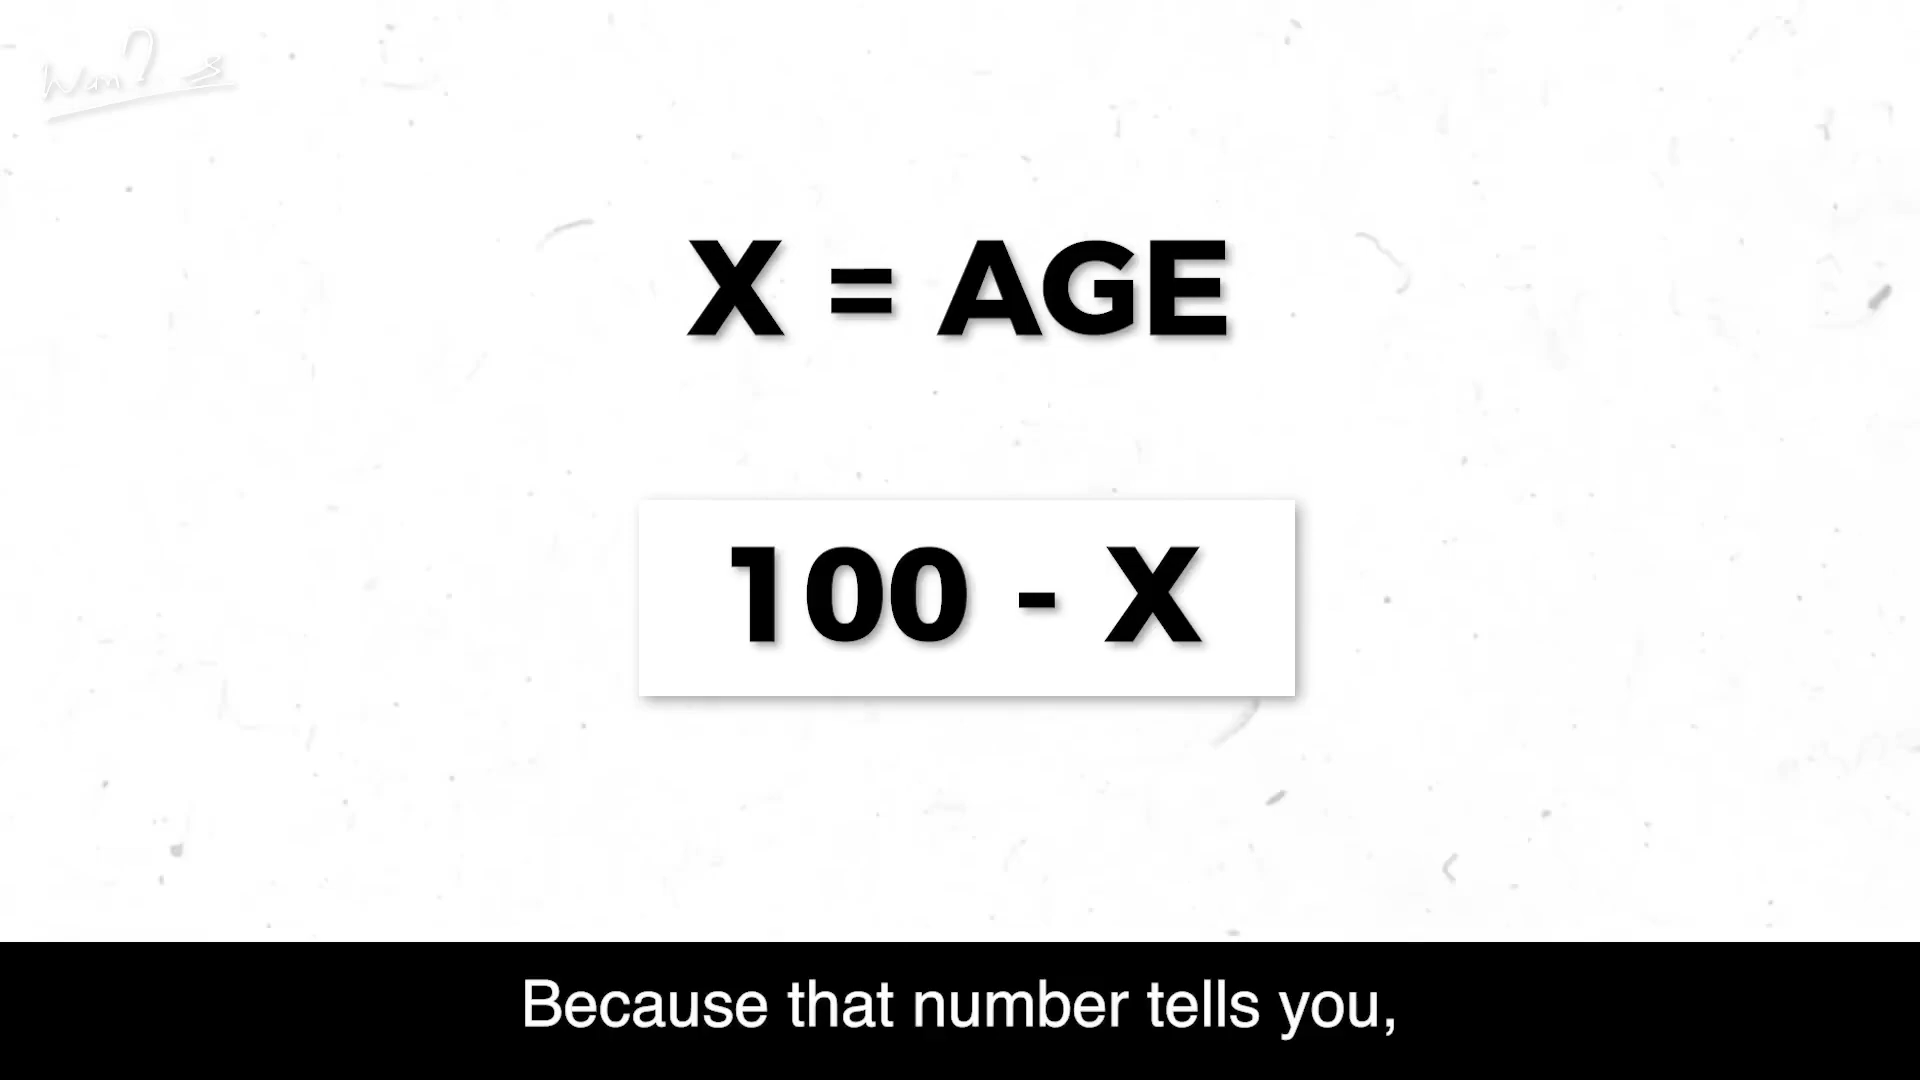 X = AGE
100 - X
Because that number tells you,